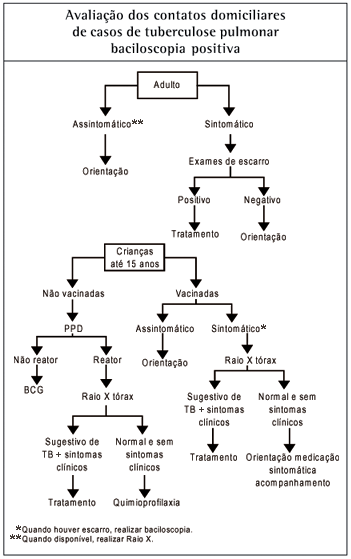 Avaliação dos contatos domiciliares
de casos de tuberculose pulmonar
baciloscopia positiva
Adulto
Assintomático**
Sintomático
Orientação
Exames de escarro
Positivo
Negativo
Tratamento
Orientação
Crianças
até 15 anos
Não vacinadas
Vacinadas
PPD
Assintomático
Sintomático*
Não reator
Reator
Orientação
Raio X tórax
BCG
Raio X tórax
Sugestivo de
TB + sintomas
clínicos
Normal e sem
sintomas
clínicos
Sugestivo de
TB + sintomas
clínicos
Normal e sem
sintomas
clínicos
Tratamento
Orientação medicação
sintomática
acompanhamento
Tratamento
Quimioprofilaxia
*Quando houver escarro, realizar baciloscopia.
**Quando disponível, realizar Raio X.